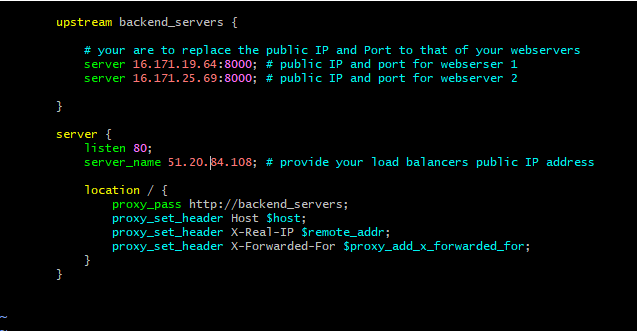 upstream backend_servers {
# your are to replace the public IP and Port to that of your webservers
server 16.171.19.64:8000; # public IP and port for webserser 1
server 16.171.25.69:8000; # public IP and port for webserver 2
}
server {
listen 80;
server_name 51.20.84.108; # provide your load balancers public IP address
location / {
proxy_pass http://backend_servers;
proxy_set_header Host $host;
proxy_set_header X-Real-IP $remote_addr;
proxy_set_header X-Forwarded-For $proxy_add_x_forwarded_for;
}
}
~
~